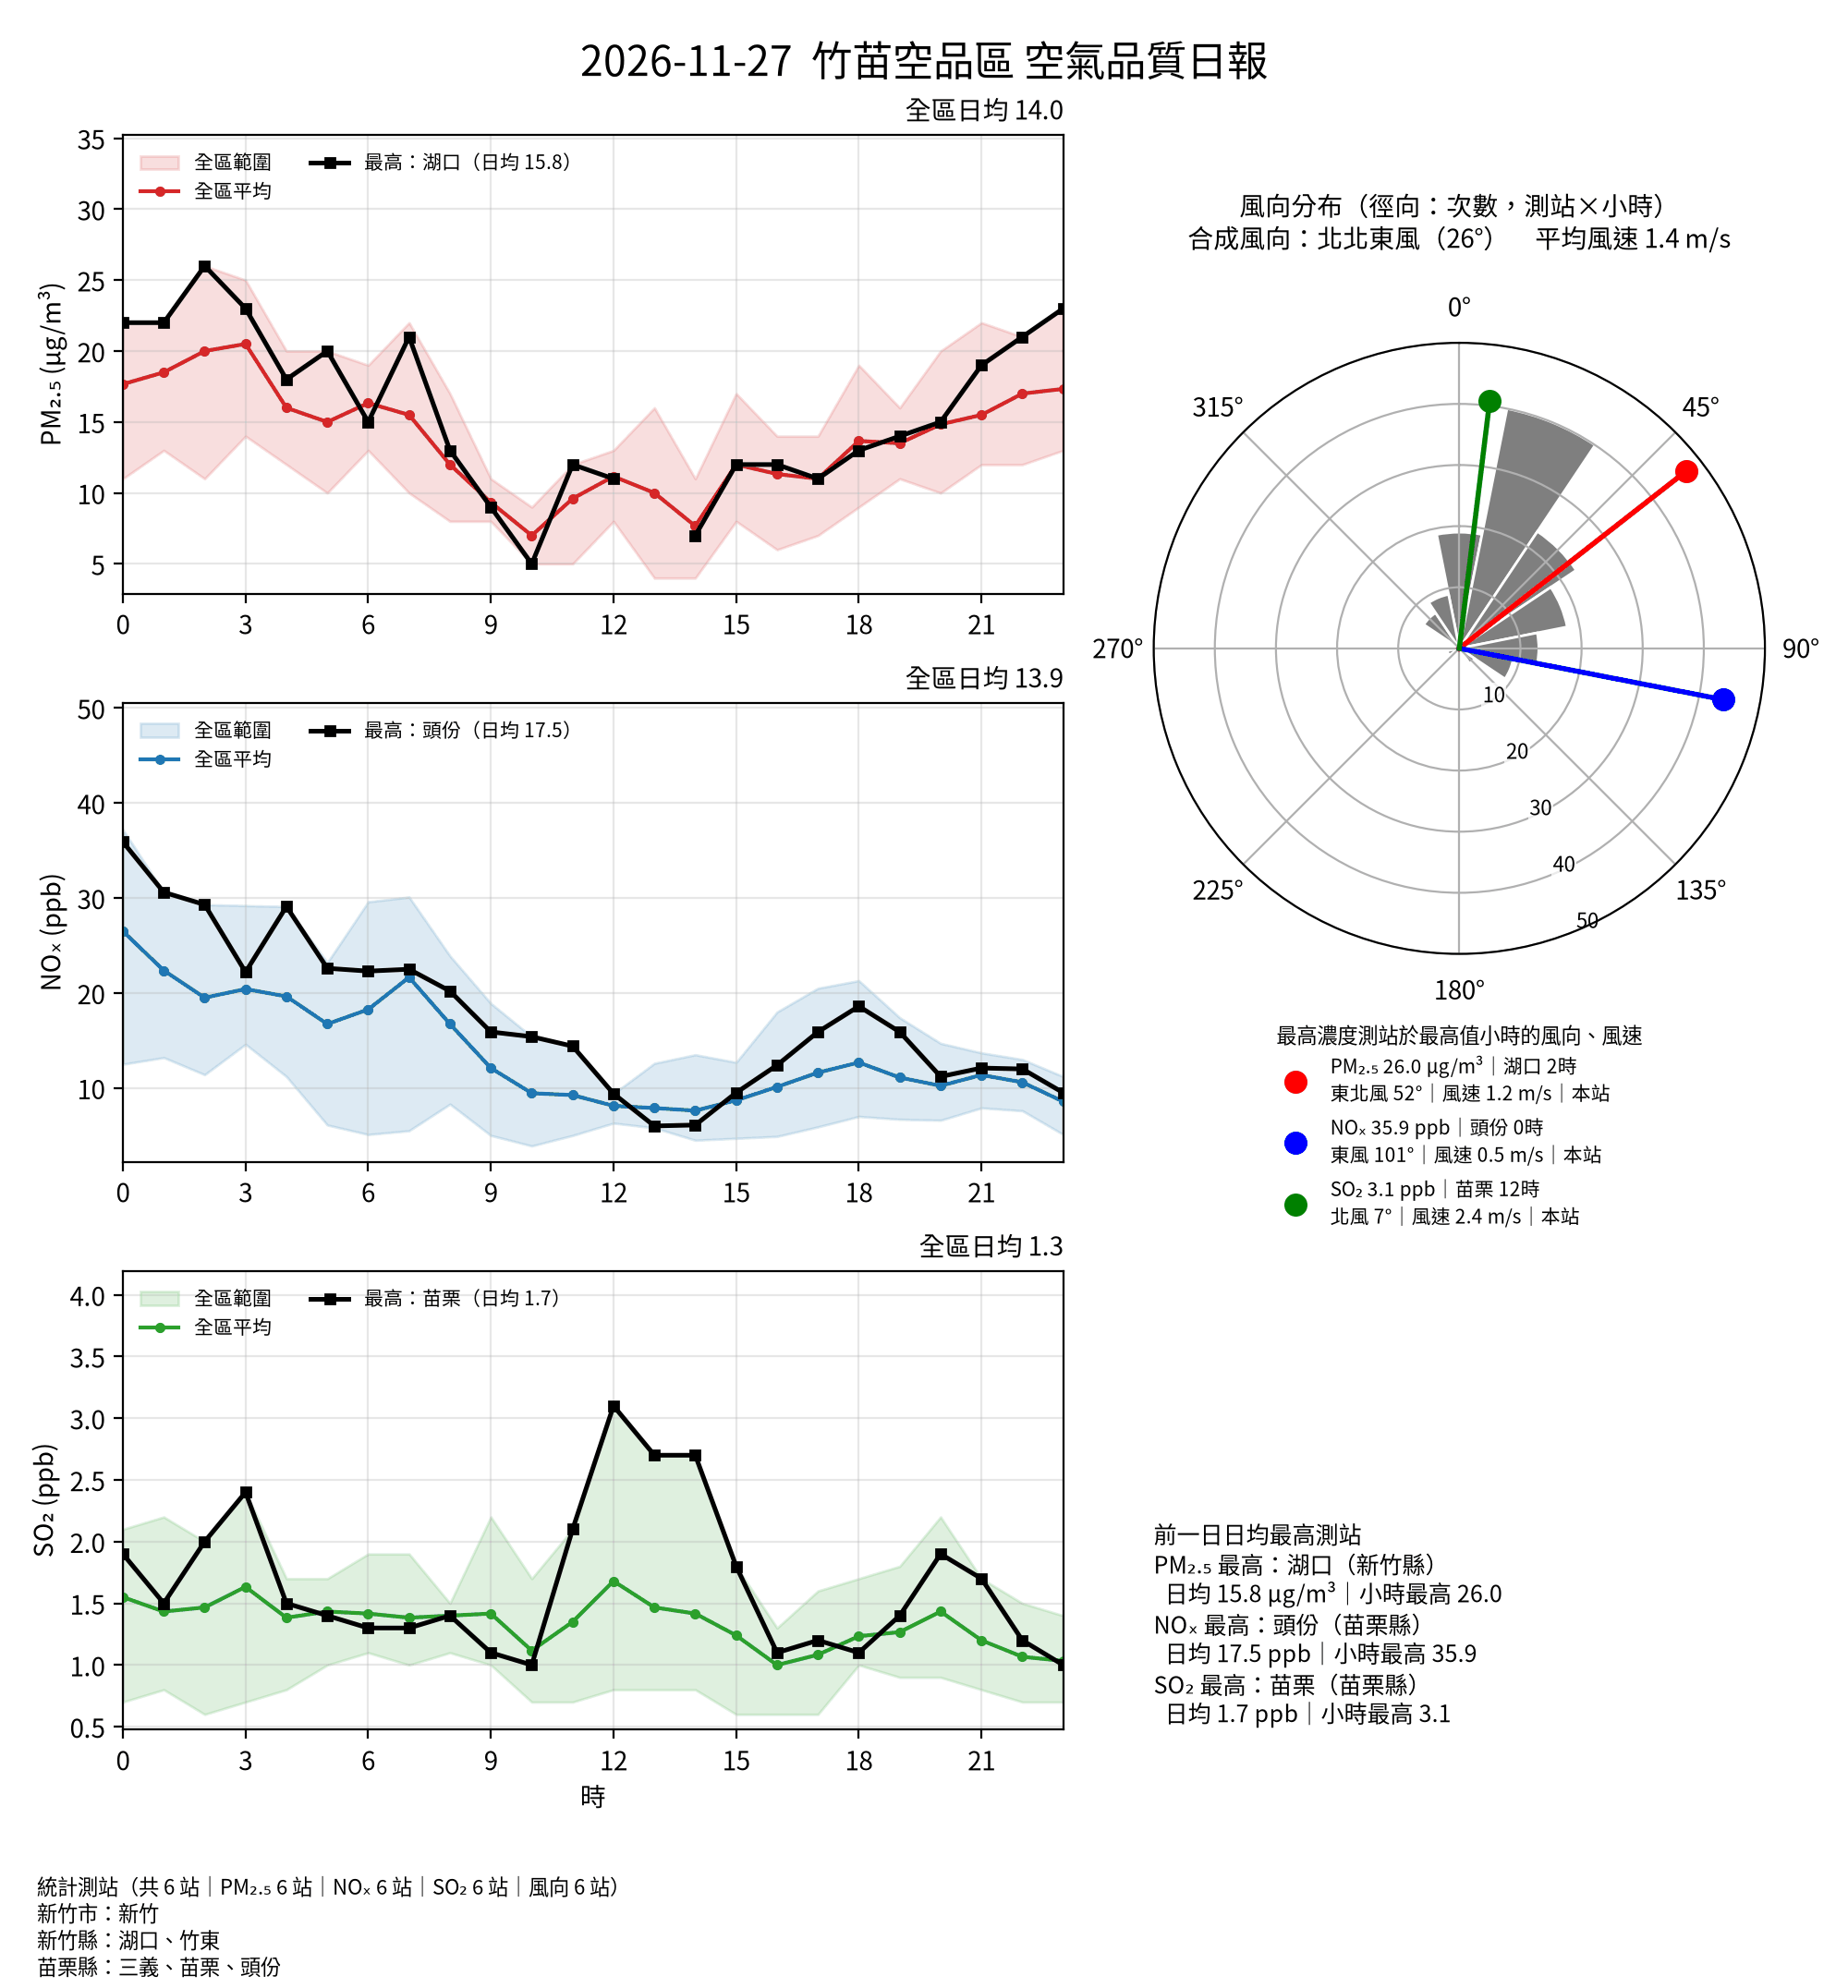 2026-11-27 竹苗空品區 空氣品質日報
全區日均 14.0
PM₂.₅ (μg/m³)
35
30
25
20
15
10
5
全區範圍
全區平均
最高：湖口（日均 15.8）
0 3 6 9 12 15 18 21
全區日均 13.9
NOₓ (ppb)
50
40
30
20
10
全區範圍
全區平均
最高：頭份（日均 17.5）
0 3 6 9 12 15 18 21
全區日均 1.3
SO₂ (ppb)
4.0
3.5
3.0
2.5
2.0
1.5
1.0
0.5
全區範圍
全區平均
最高：苗栗（日均 1.7）
0 3 6 9 12 15 18 21
時
風向分布（徑向：次數，測站×小時）
合成風向：北北東風（26°） 平均風速 1.4 m/s
0°
45°
90°
135°
180°
225°
270°
315°
10
20
30
40
50
最高濃度測站於最高值小時的風向、風速
PM₂.₅ 26.0 μg/m³｜湖口 2時
東北風 52°｜風速 1.2 m/s｜本站
NOₓ 35.9 ppb｜頭份 0時
東風 101°｜風速 0.5 m/s｜本站
SO₂ 3.1 ppb｜苗栗 12時
北風 7°｜風速 2.4 m/s｜本站
前一日日均最高測站
PM₂.₅ 最高：湖口（新竹縣）
日均 15.8 μg/m³｜小時最高 26.0
NOₓ 最高：頭份（苗栗縣）
日均 17.5 ppb｜小時最高 35.9
SO₂ 最高：苗栗（苗栗縣）
日均 1.7 ppb｜小時最高 3.1
統計測站（共 6 站｜PM₂.₅ 6 站｜NOₓ 6 站｜SO₂ 6 站｜風向 6 站）
新竹市：新竹
新竹縣：湖口、竹東
苗栗縣：三義、苗栗、頭份